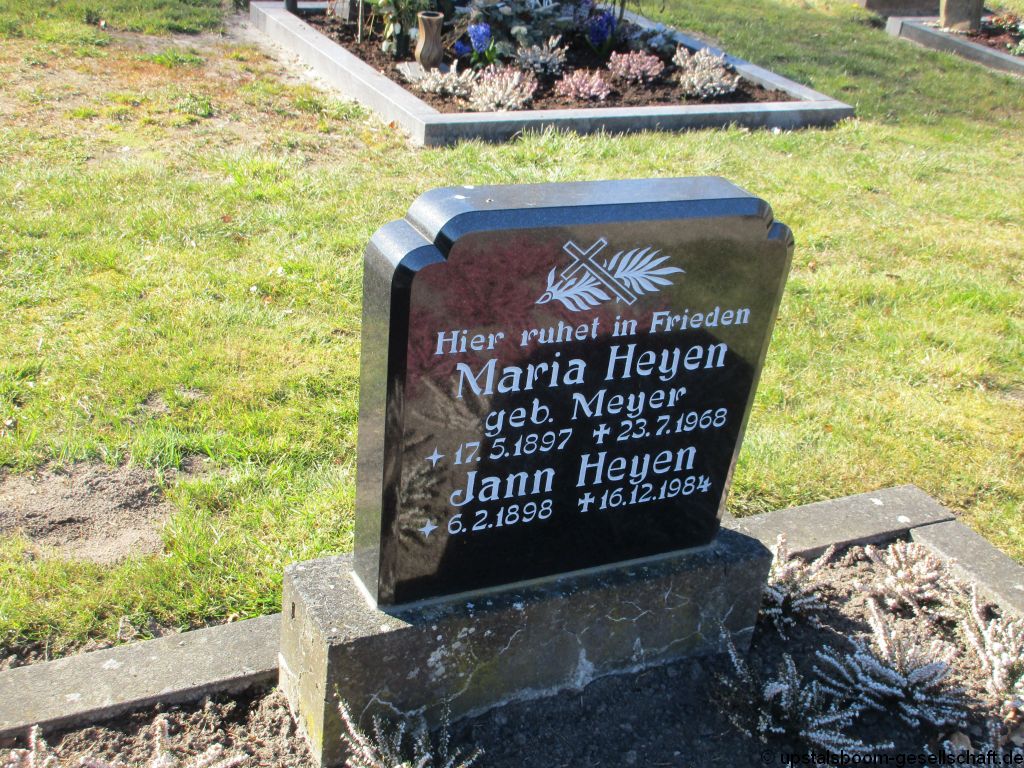 Hier ruhet in Frieden
Maria Heyen
geb. Meyer
17.5.1897 23.7.1968
Jann Heyen
6.2.1898 16.12.1984
© upstalsboom-gesellschaft.de